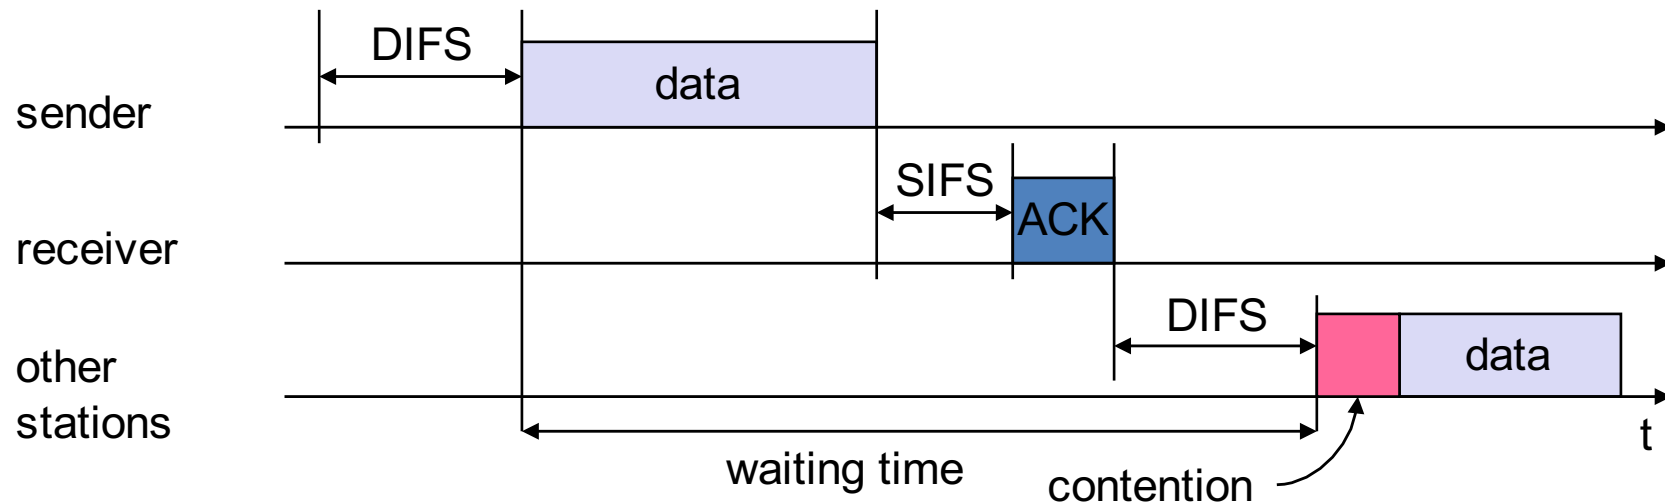 DIFS
data
sender
SIFS
ACK
receiver
DIFS
other
stations
data
t
waiting time
contention